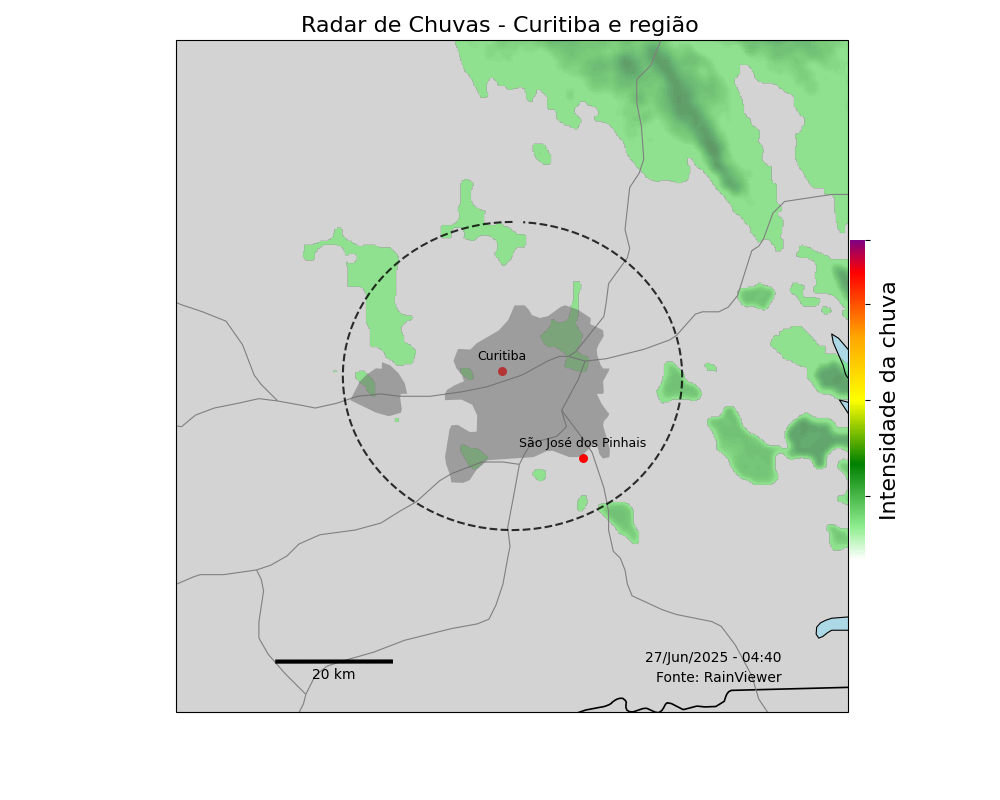 Radar de Chuvas - Curitiba e região
Curitiba
São José dos Pinhais
Intensidade da chuva
27/Jun/2025 - 04:40
20 km
Fonte: RainViewer